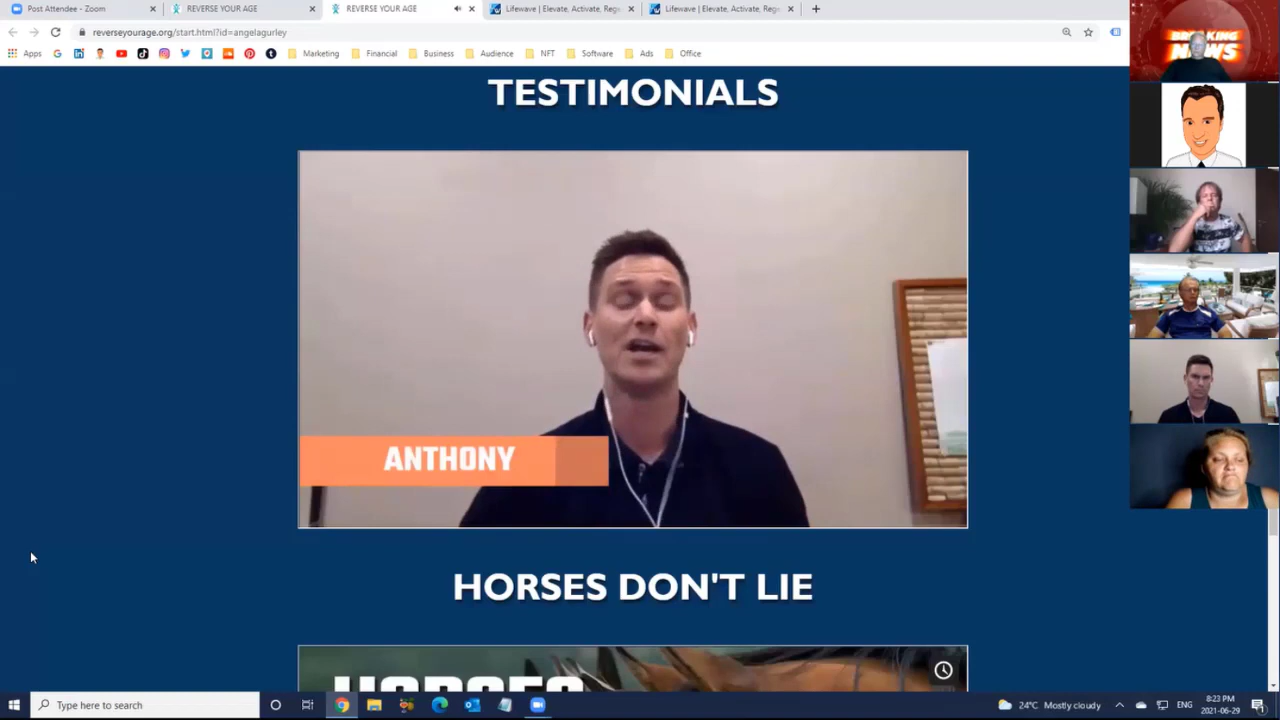 Post Attendee - Zoom
REVERSE YOUR AGE
REVERSE YOUR AGE
Lifewave | Elevate, Activate, Reg
Lifewave | Elevate, Activate, Reg
reverseyourage.org/start.html?id=angelagurley
Apps
Marketing
Financial
Business
Audience
NFT
Software
Ads
Office
BREAKING
NEWS
TESTIMONIALS
ANTHONY
HORSES DON'T LIE
HORSES
Type here to search
24°C Mostly cloudy
ENG
8:23 PM
2021-06-29